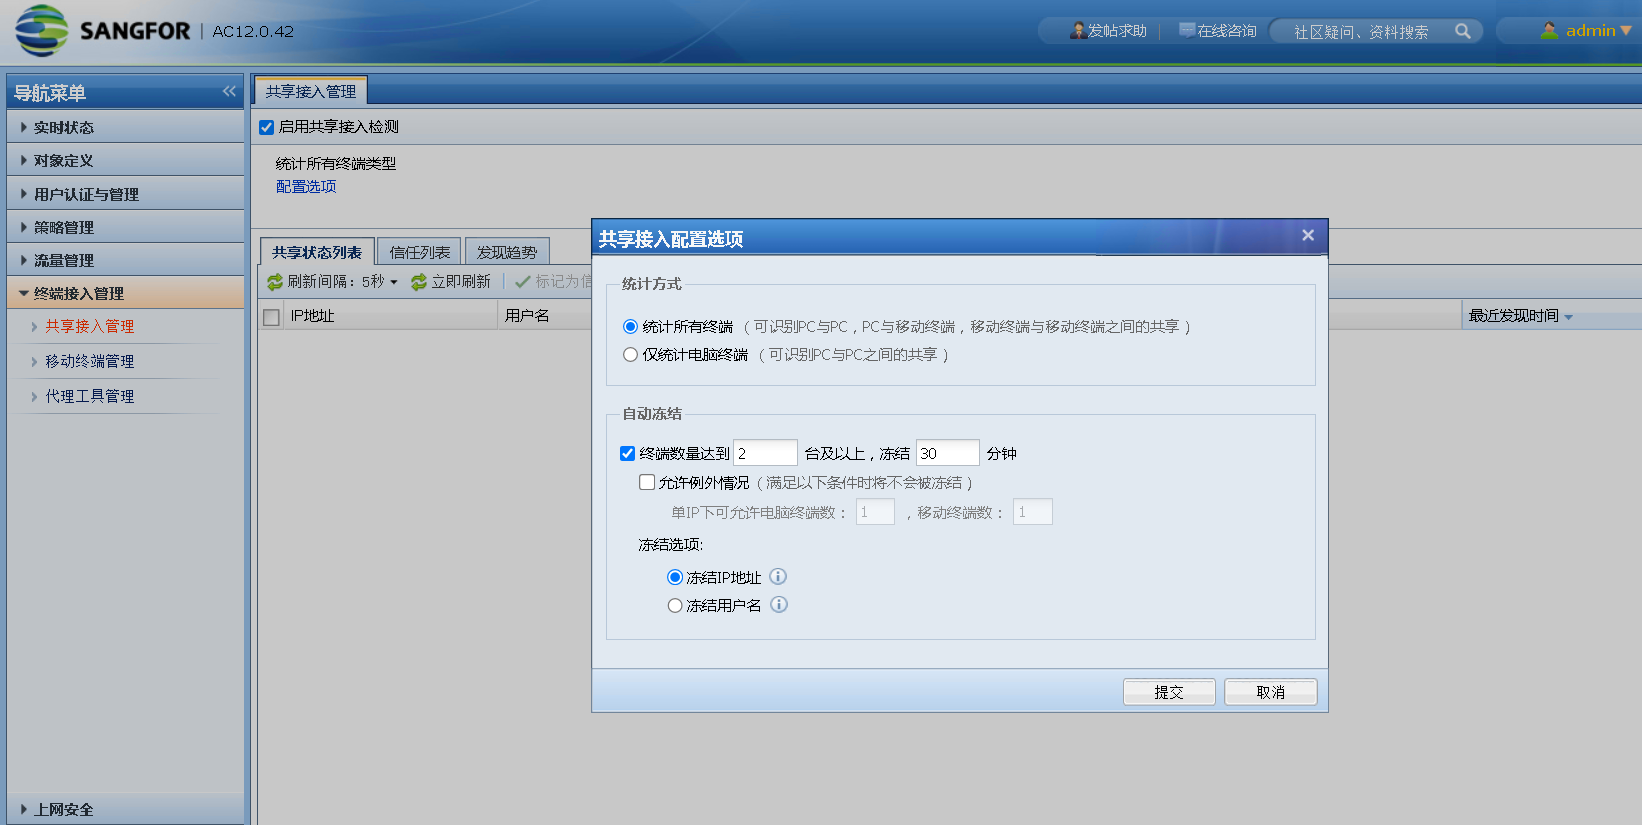 SANGFOR | AC12.0.42
发帖求助 在线咨询 社区疑问、资料搜索 admin
导航菜单
实时状态
对象定义
用户认证与管理
策略管理
流量管理
终端接入管理
共享接入管理
移动终端管理
代理工具管理
上网安全
共享接入管理
启用共享接入检测
统计所有终端类型
配置选项
共享状态列表 信任列表 发现趋势
刷新间隔：5秒 立即刷新 标记为信
IP地址 用户名 最近发现时间
共享接入配置选项
统计方式
统计所有终端 （可识别PC与PC，PC与移动终端，移动终端与移动终端之间的共享）
仅统计电脑终端 （可识别PC与PC之间的共享）
自动冻结
终端数量达到 2 台及以上，冻结 30 分钟
允许例外情况（满足以下条件时将不会被冻结）
单IP下可允许电脑终端数： 1 ，移动终端数： 1
冻结选项:
冻结IP地址
冻结用户名
提交 取消